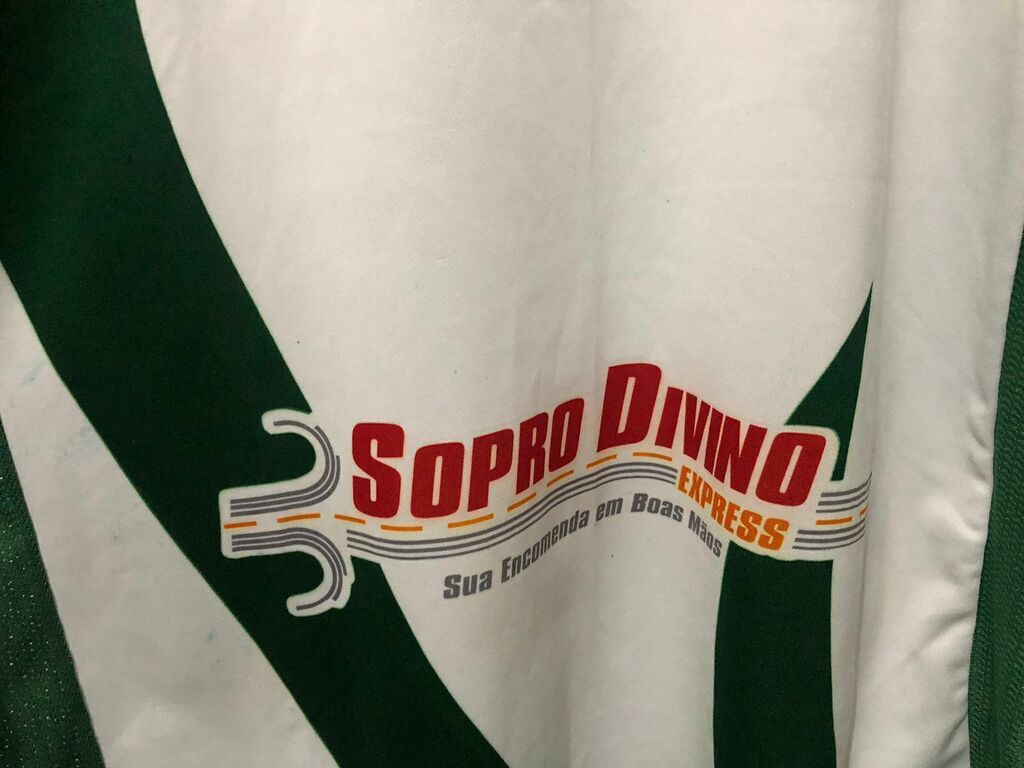 SOPRO DIVINO
EXPRESS
Sua Encomenda em Boas Mãos